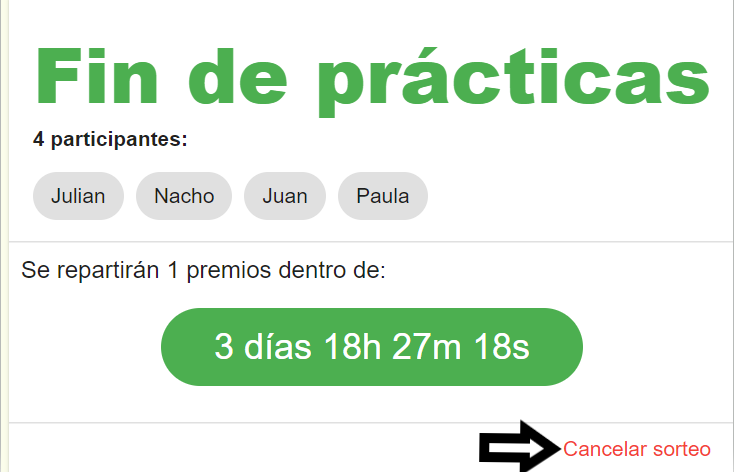 Fin de prácticas
4 participantes:
Julian Nacho Juan Paula
Se repartirán 1 premios dentro de:
3 días 18h 27m 18s
Cancelar sorteo